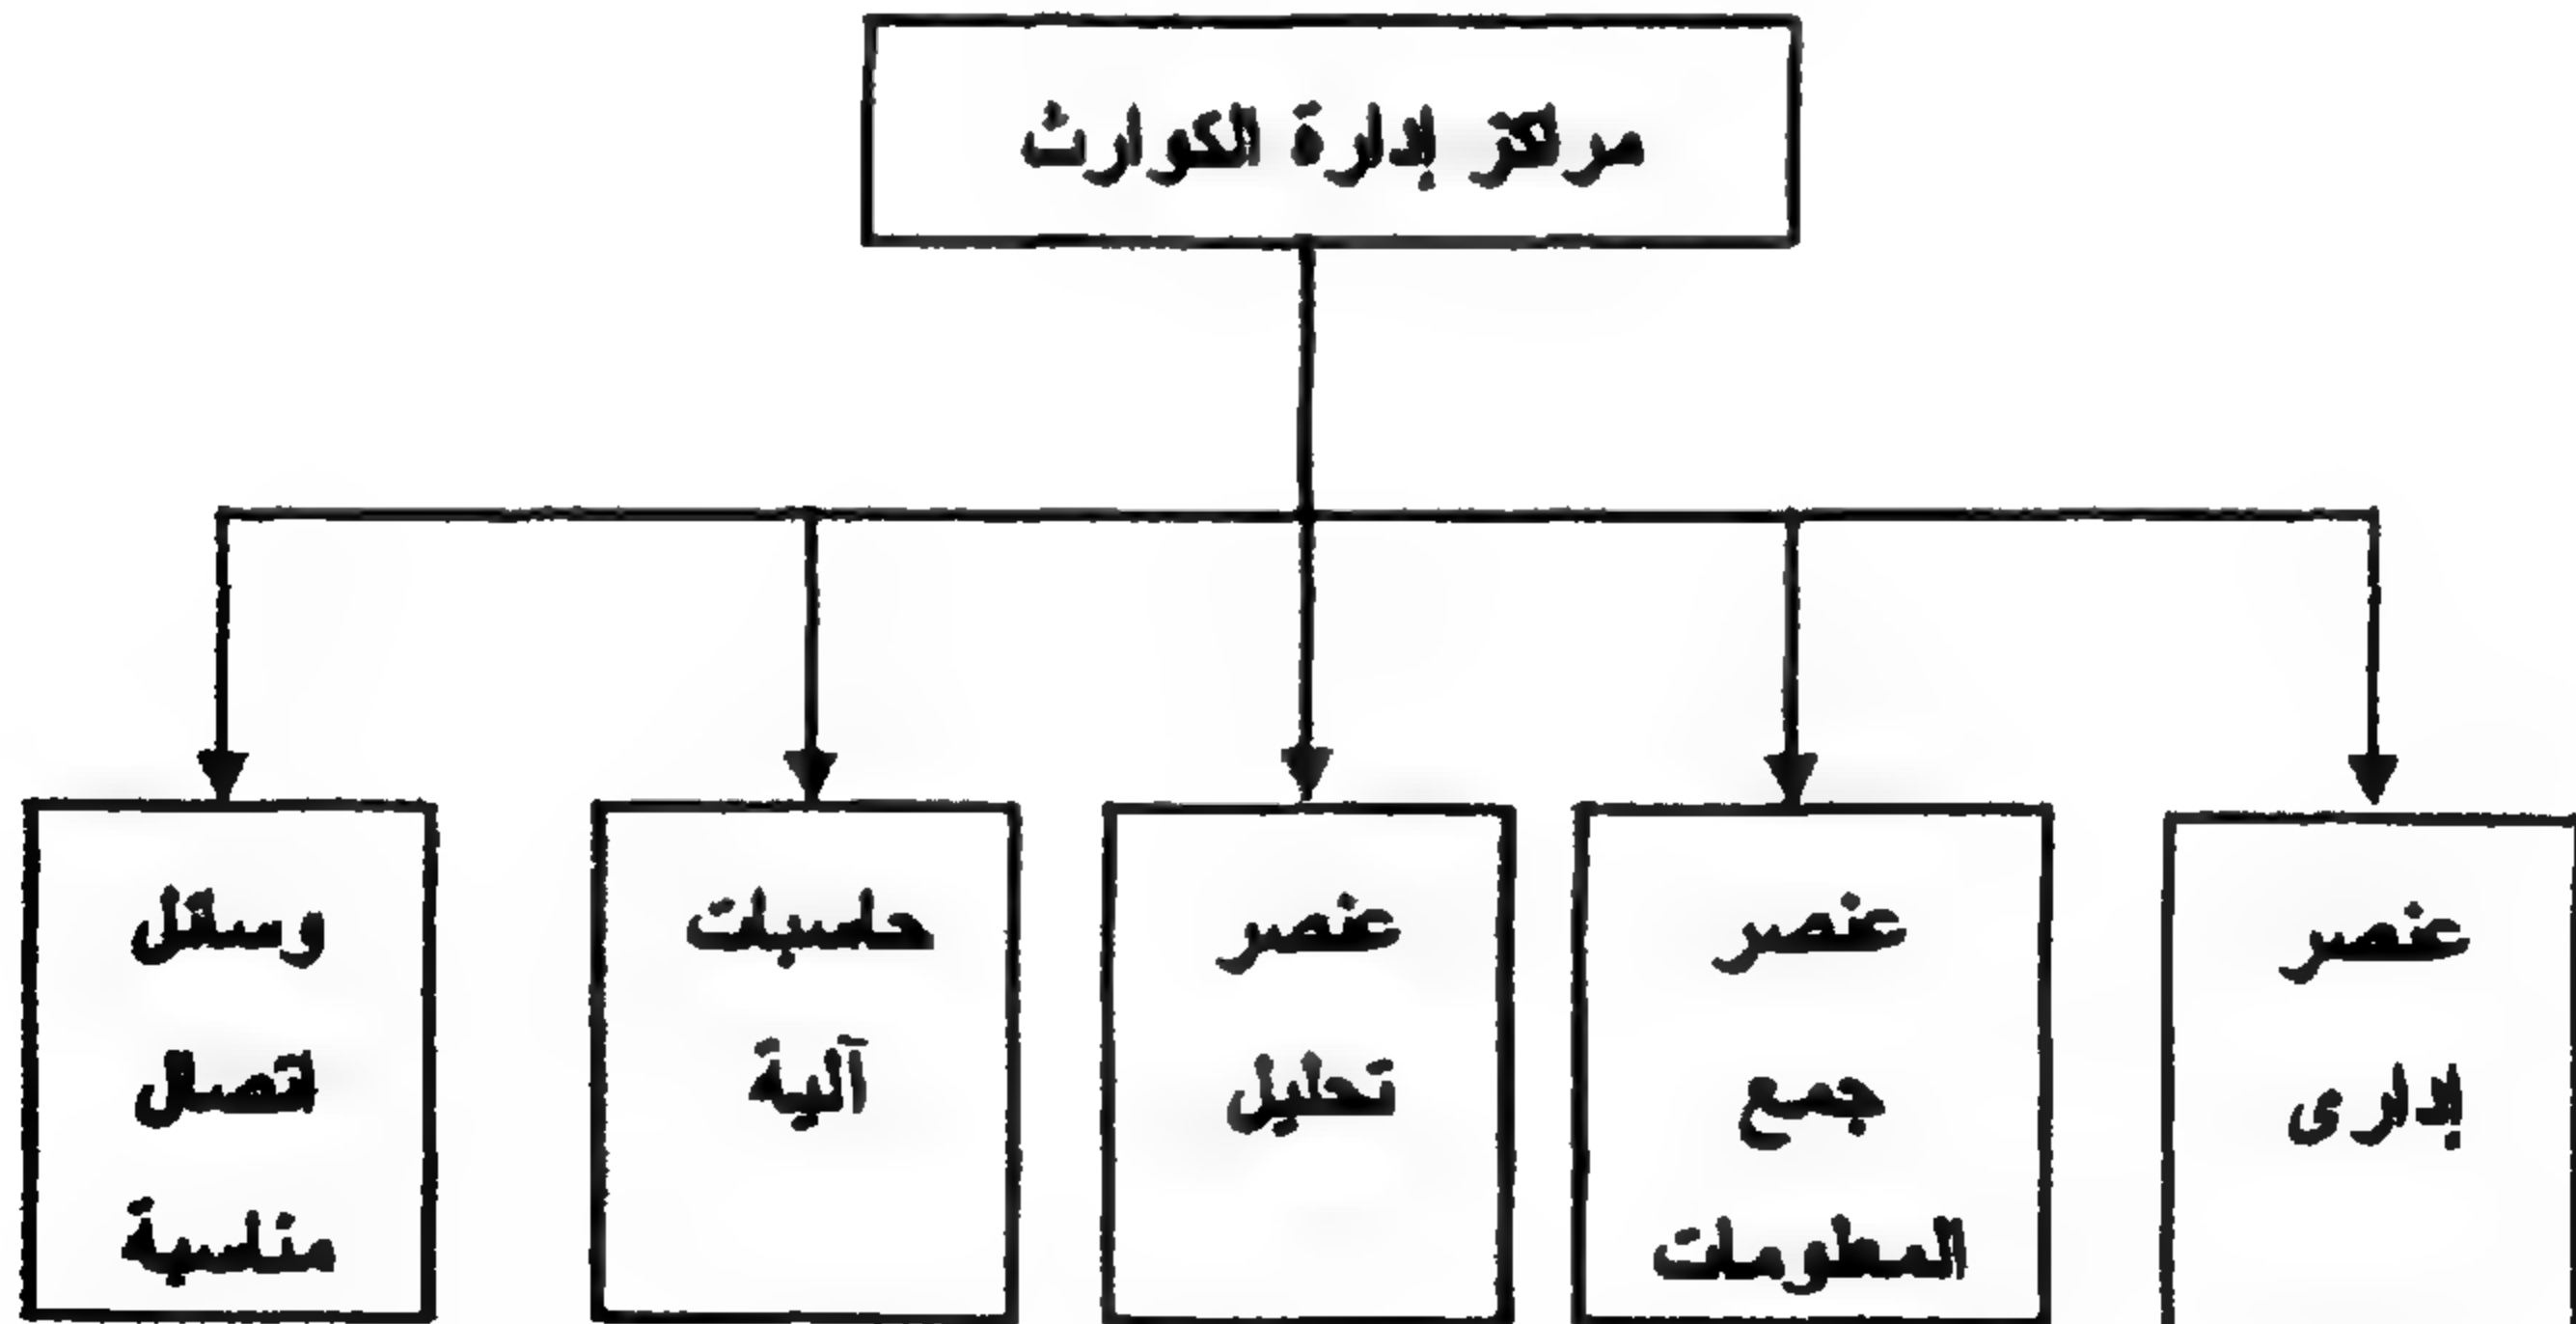 مراكز إدارة الكوارث
عنصر
إدارى
عنصر
جمع
المعلومات
عنصر
تحليل
حاسبات
آلية
وسائل
اتصال
مناسبة